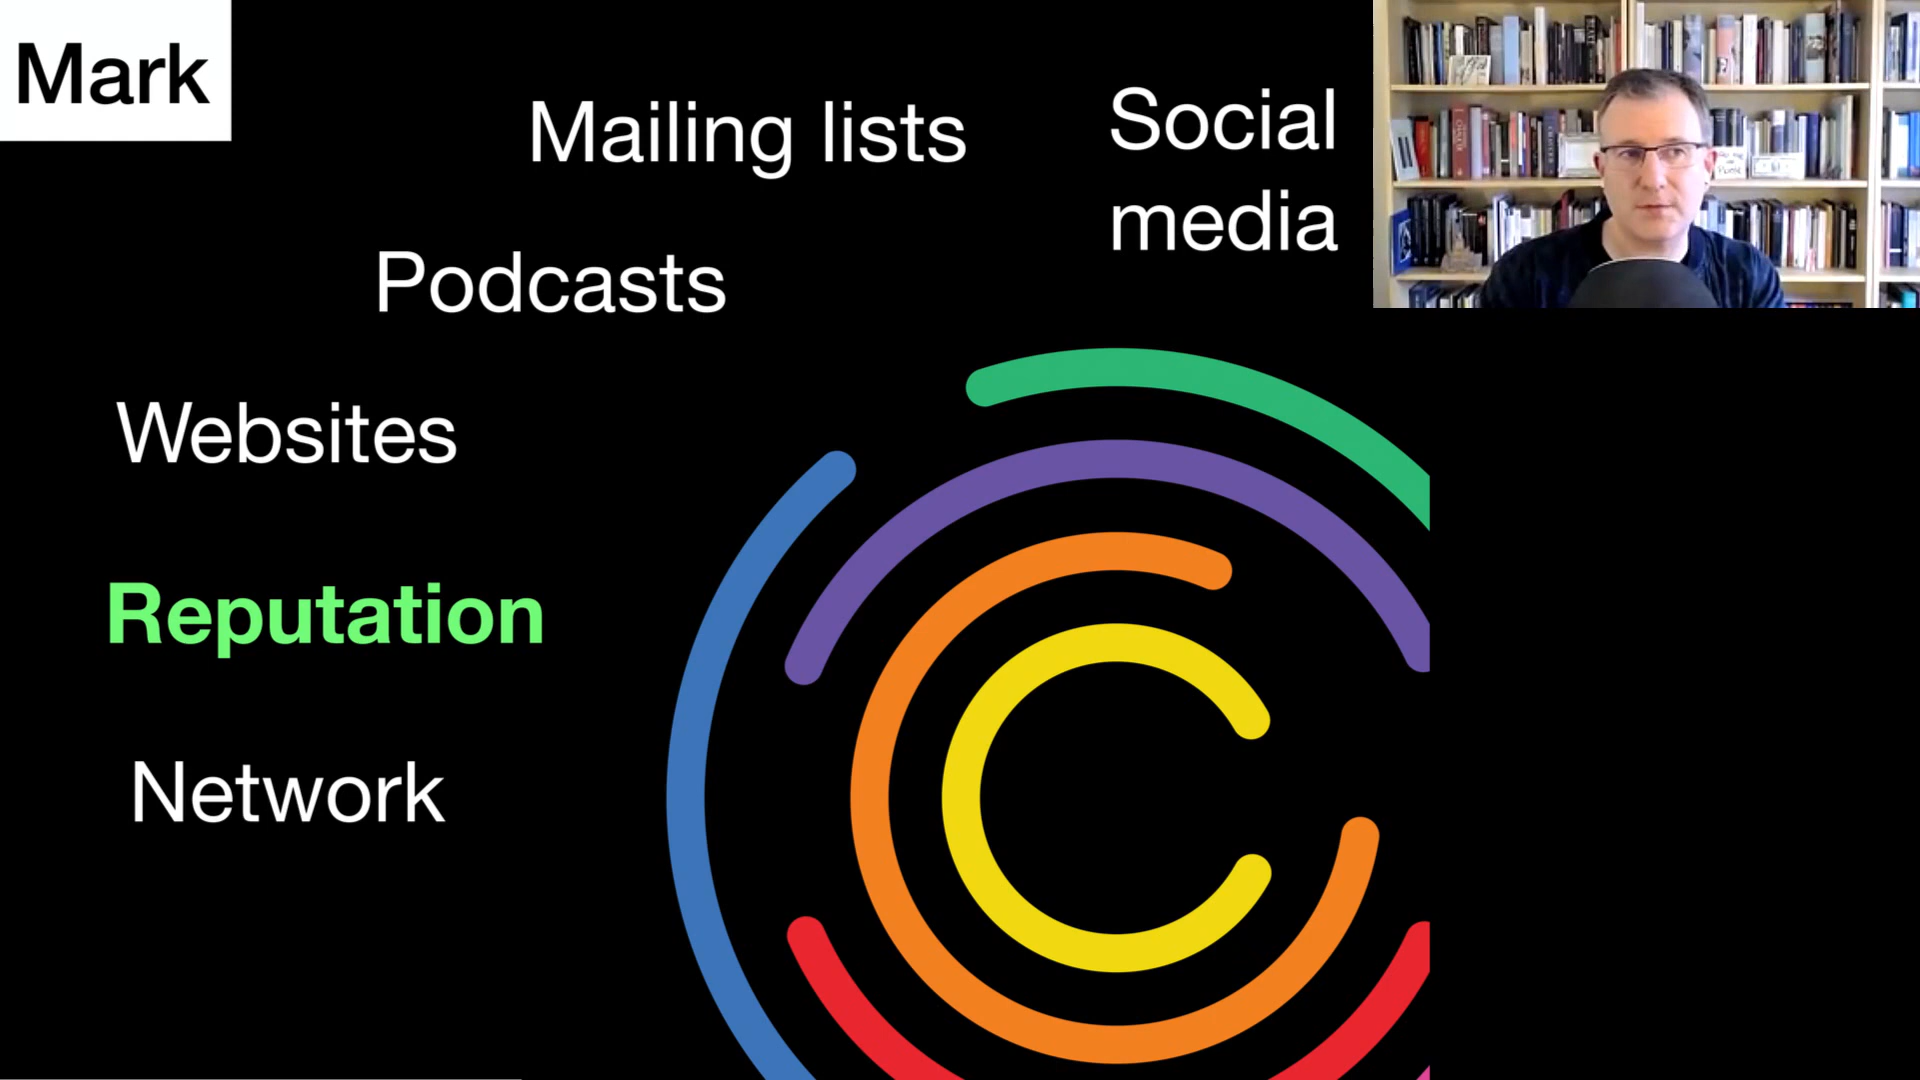 Mark
Mailing lists
Social
media
Podcasts
Websites
Reputation
Network